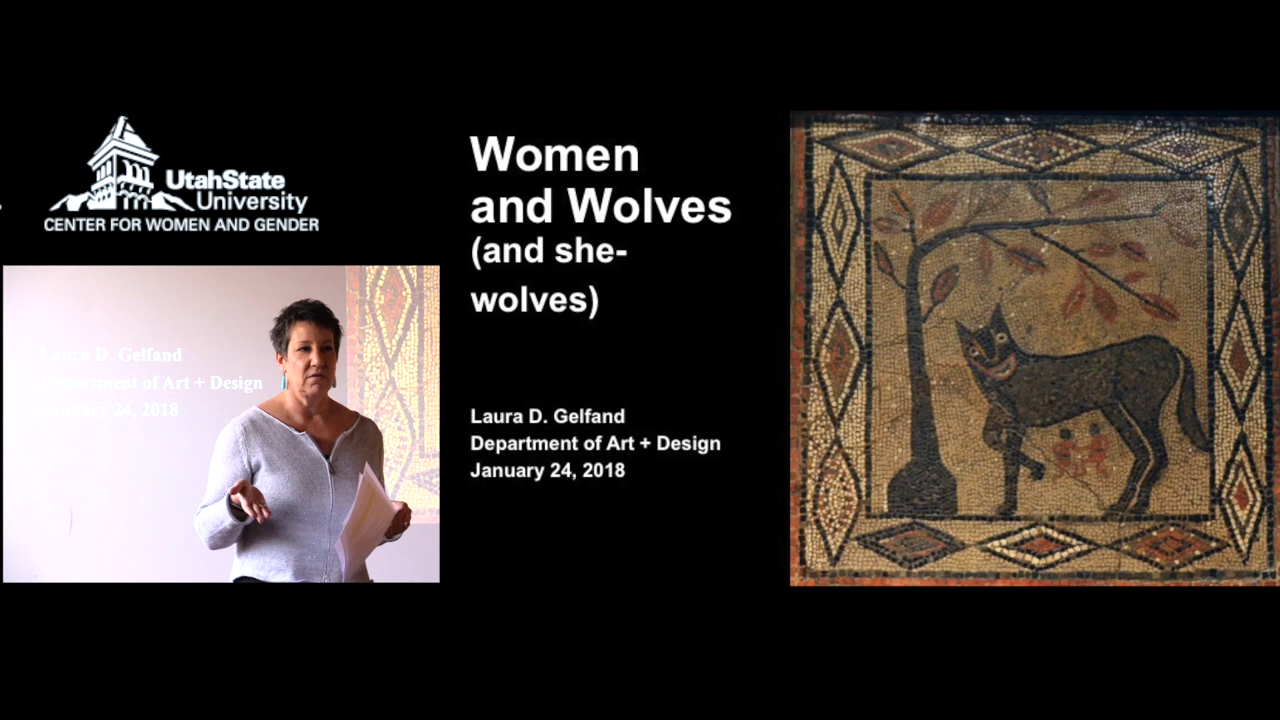 UtahState
University
CENTER FOR WOMEN AND GENDER
Women
and Wolves
(and she-
wolves)
Laura D. Gelfand
Department of Art + Design
January 24, 2018
Laura D. Gelfand
Department of Art + Design
January 24, 2018